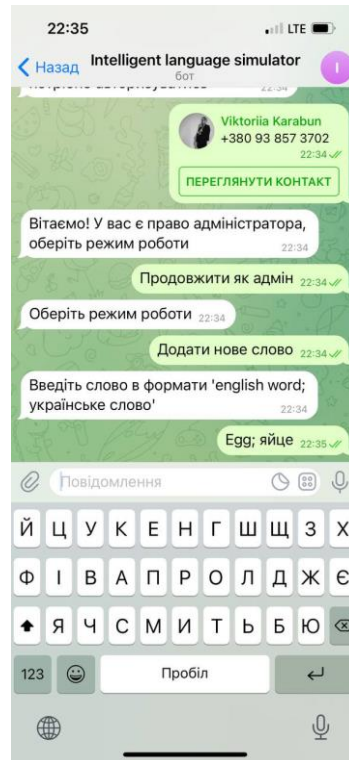 22:35
LTE
Назад
Intelligent language simulator
бот
I
22:34
Viktoriia Karabun
+380 93 857 3702
22:34
ПЕРЕГЛЯНУТИ КОНТАКТ
Вітаємо! У вас є право адміністратора,
оберіть режим роботи
22:34
Продовжити як адмін 22:34
Оберіть режим роботи 22:34
Додати нове слово 22:34
Введіть слово в формати 'english word;
українське слово'
22:34
Egg; яйце 22:35
Повідомлення
Й Ц У К Е Н Г Ш Щ З Х
Ф І В А П Р О Л Д Ж Є
Я Ч С М И Т Ь Б Ю
123 Пробіл